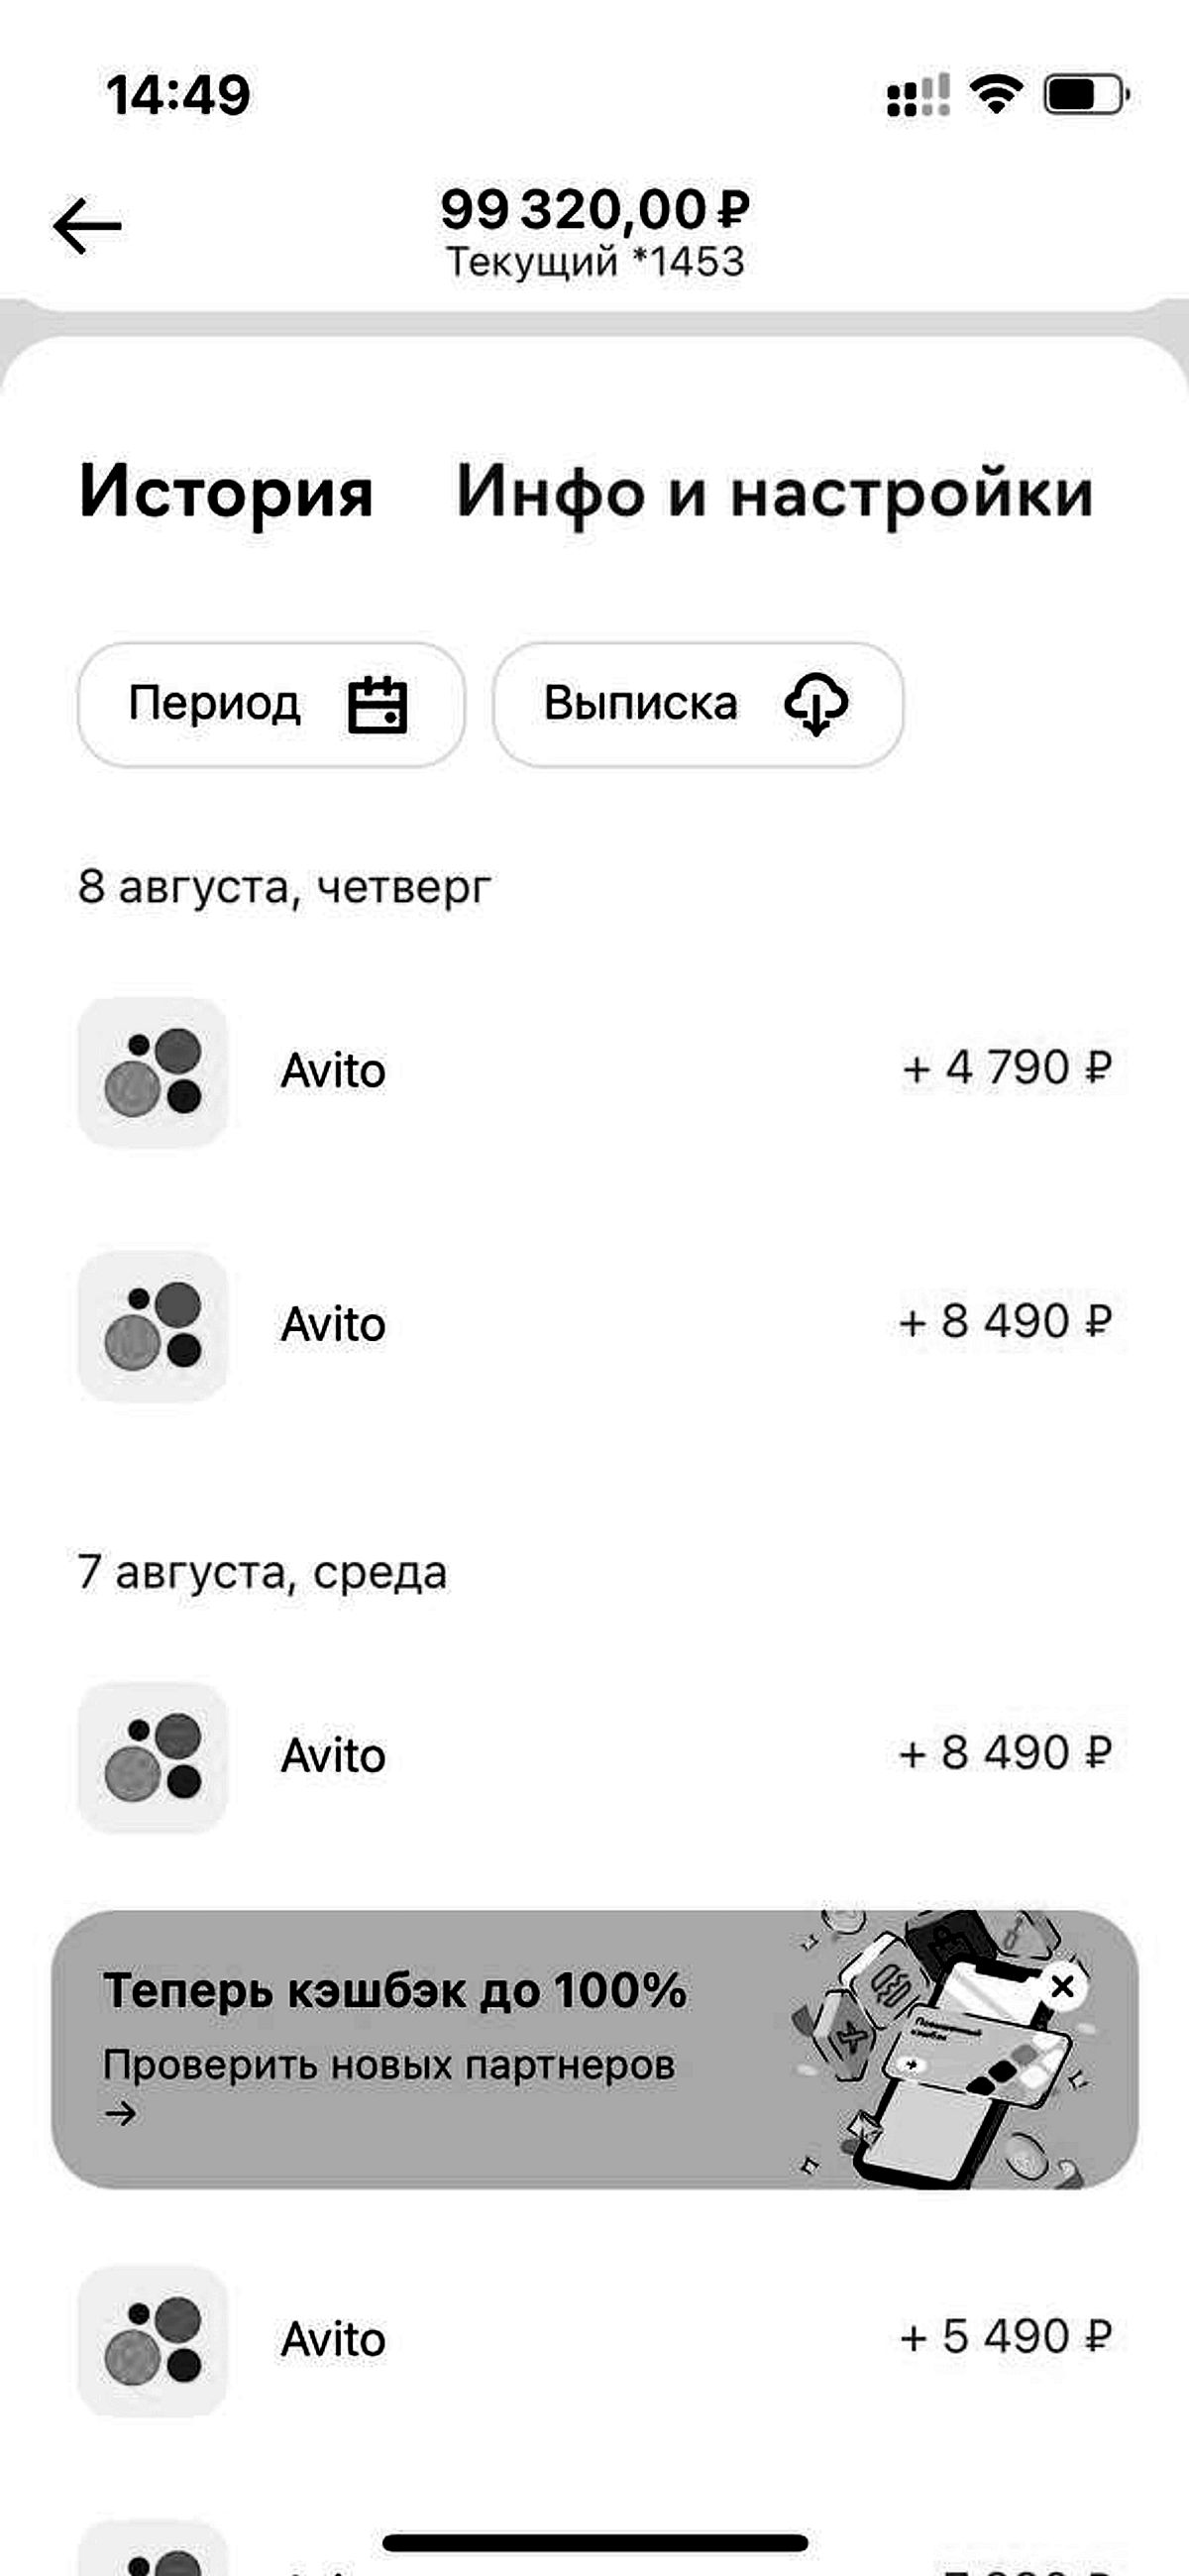 14:49
99 320,00 ₽
Текущий *1453
История Инфо и настройки
Период Выписка
8 августа, четверг
Avito + 4 790 ₽
Avito + 8 490 ₽
7 августа, среда
Avito + 8 490 ₽
Теперь кэшбэк до 100%
Проверить новых партнеров
→
Avito + 5 490 ₽